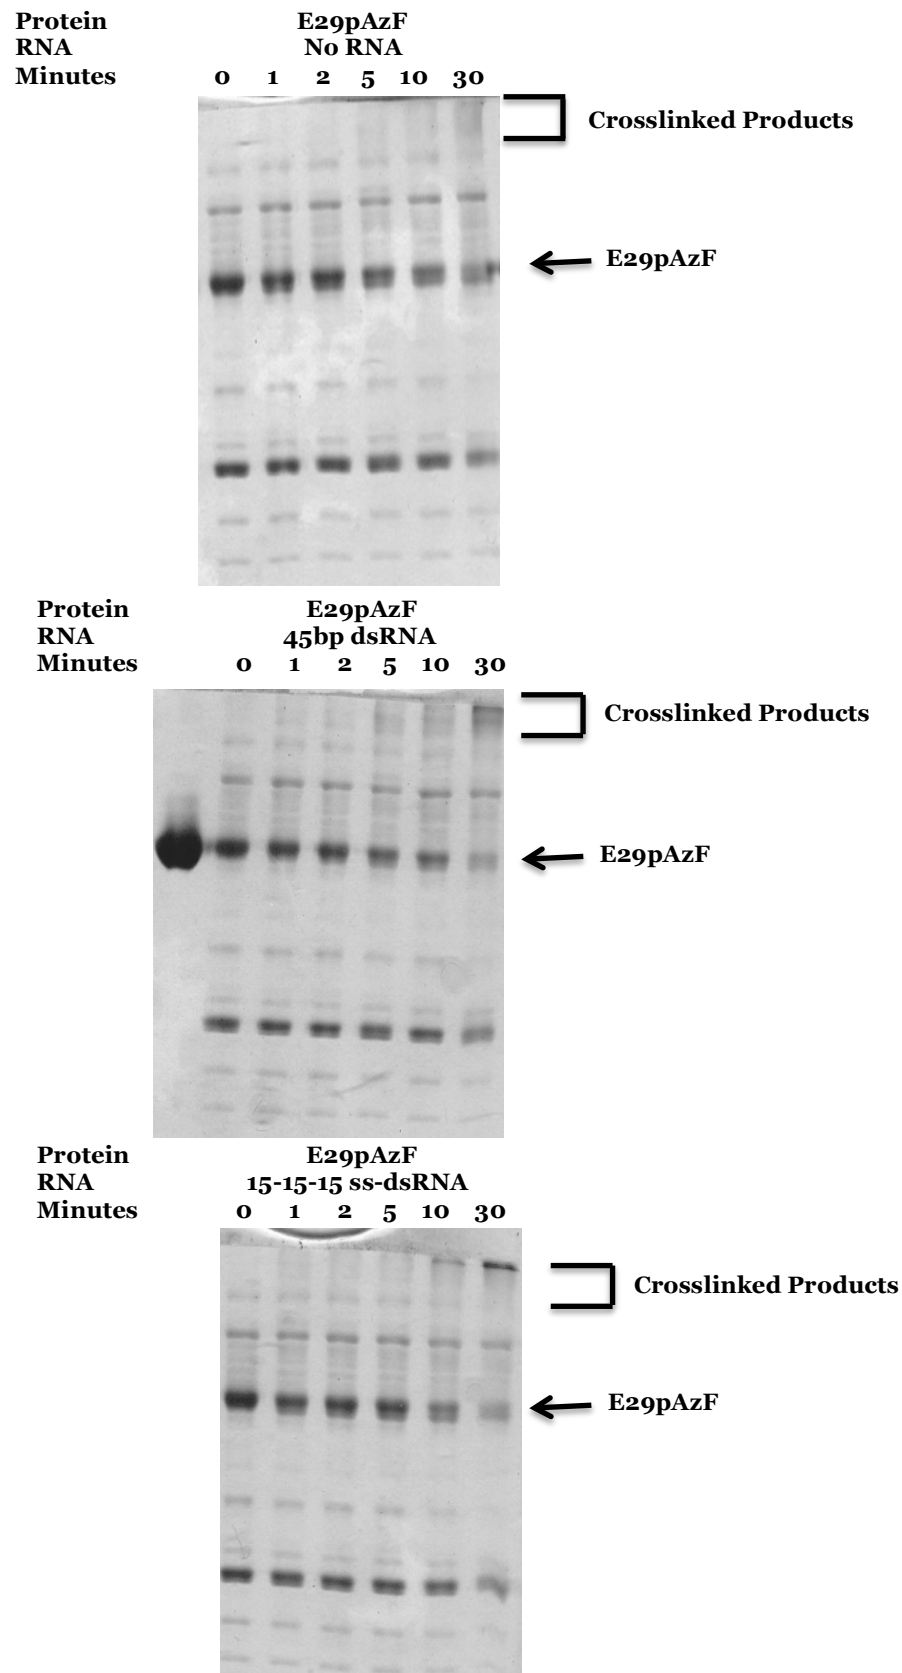 Protein E29pAzF
RNA No RNA
Minutes 0 1 2 5 10 30
Crosslinked Products
E29pAzF
Protein E29pAzF
RNA 45bp dsRNA
Minutes 0 1 2 5 10 30
Crosslinked Products
E29pAzF
Protein E29pAzF
RNA 15-15-15 ss-dsRNA
Minutes 0 1 2 5 10 30
Crosslinked Products
E29pAzF